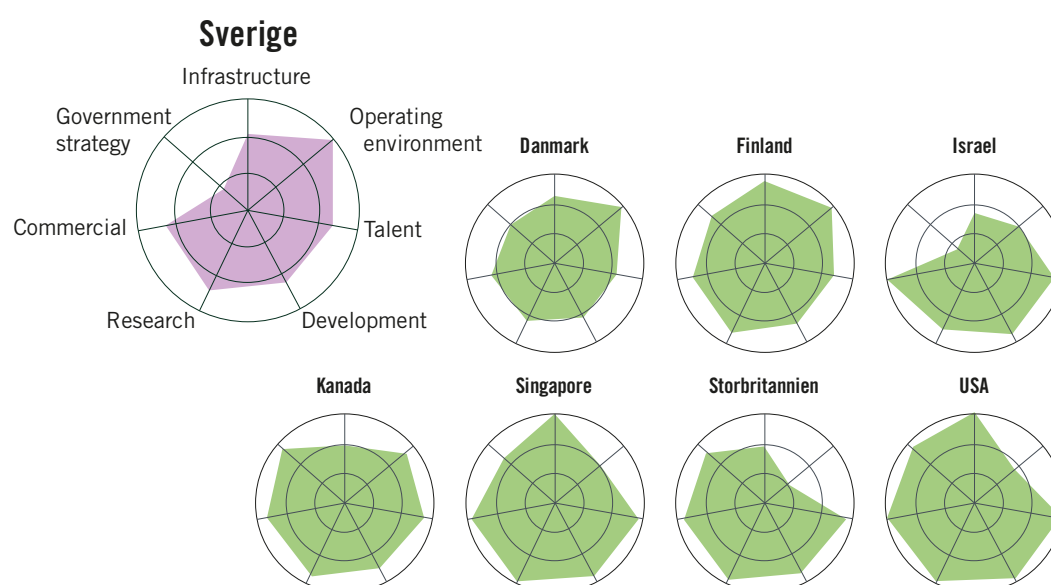 Sverige
Infrastructure
Government
strategy
Operating
environment
Commercial
Talent
Research
Development
Danmark
Finland
Israel
Kanada
Singapore
Storbritannien
USA